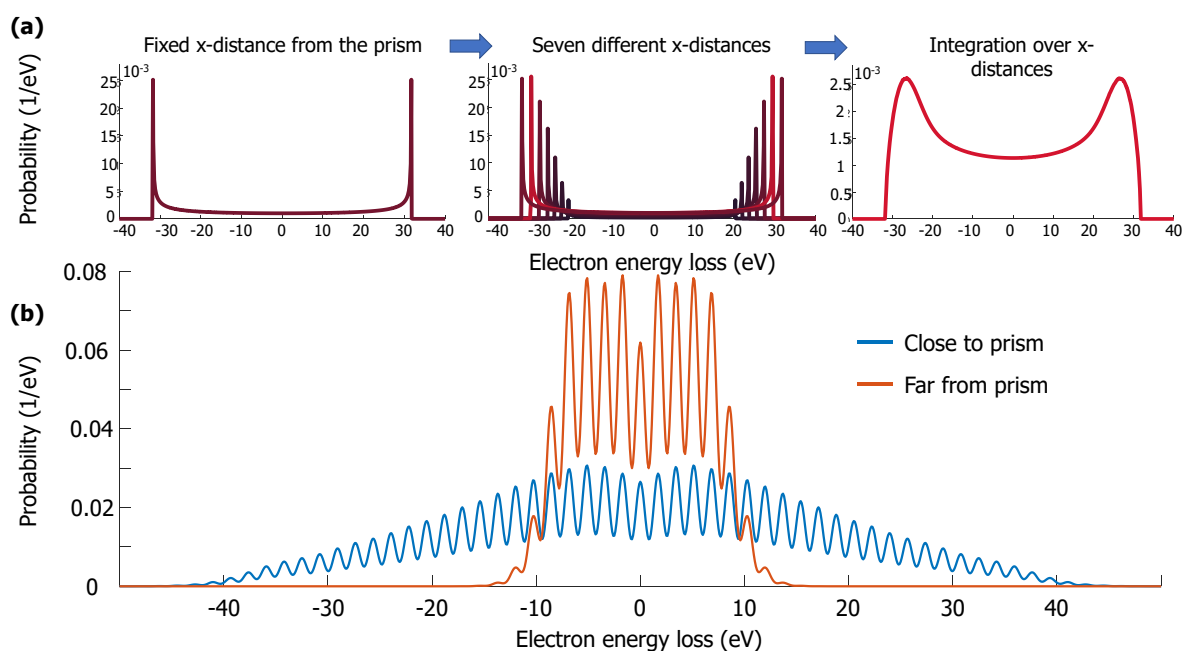 (a)
Fixed x-distance from the prism
Seven different x-distances
Integration over x-
distances
Probability (1/eV)
10-3
25
20
15
10
5
0
-40 -30 -20 -10 0 10 20 30 40
10-3
25
20
15
10
5
0
-40 -30 -20 -10 0 10 20 30 40
10-3
2.5
2
1.5
1
0.5
0
-40 -30 -20 -10 0 10 20 30 40
Electron energy loss (eV)
(b)
Probability (1/eV)
0.08
0.06
0.04
0.02
0
Close to prism
Far from prism
-40 -30 -20 -10 0 10 20 30 40
Electron energy loss (eV)